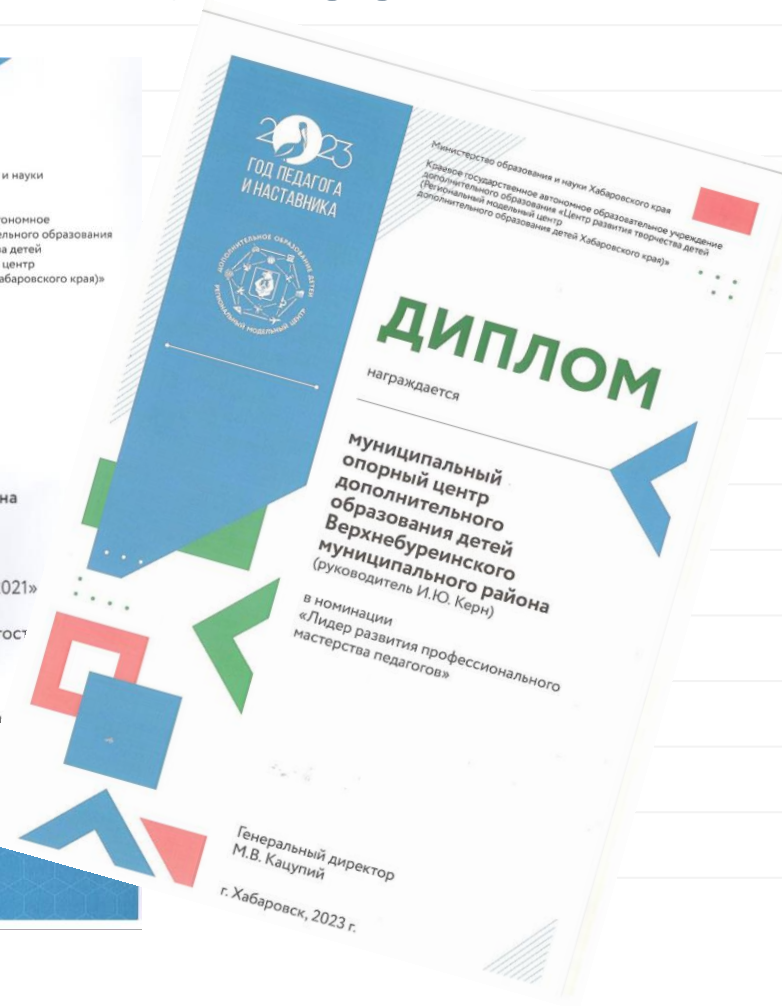 и науки
ельного образования
ва детей
центр
абаровского края)»
на
2021»
2023
ГОД ПЕДАГОГА
И НАСТАВНИКА
ДОПОЛНИТЕЛЬНОЕ ОБРАЗОВАНИЕ ДЕТЕЙ
РЕГИОНАЛЬНЫЙ МОДЕЛЬНЫЙ ЦЕНТР
Министерство образования и науки Хабаровского края
Краевое государственное автономное образовательное учреждение
дополнительного образования «Центр развития творчества детей
(Региональный модельный центр
дополнительного образования детей Хабаровского края)»
ДИПЛОМ
награждается
муниципальный
опорный центр
дополнительного
образования детей
Верхнебуреинского
муниципального района
(руководитель И.Ю. Керн)
в номинации
«Лидер развития профессионального
мастерства педагогов»
Генеральный директор
М.В. Кацупий
г. Хабаровск, 2023 г.